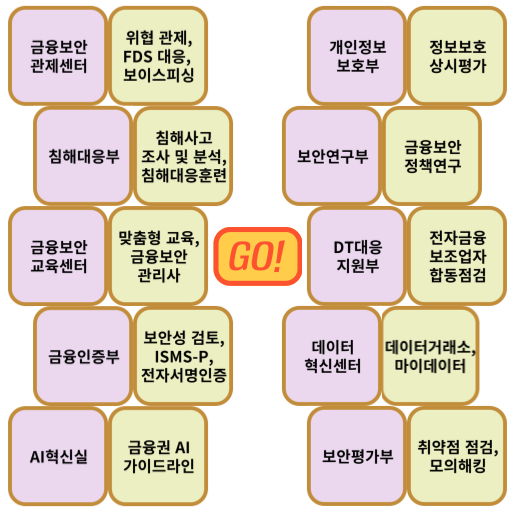 금융보안
관제센터
위협 관제,
FDS 대응,
보이스피싱
침해대응부
침해사고
조사 및 분석,
침해대응훈련
금융보안
교육센터
맞춤형 교육,
금융보안
관리사
금융인증부
보안성 검토,
ISMS-P,
전자서명인증
AI혁신실
금융권 AI
가이드라인
GO!
개인정보
보호부
정보보호
상시평가
보안연구부
금융보안
정책연구
DT대응
지원부
전자금융
보조업자
합동점검
데이터
혁신센터
데이터거래소,
마이데이터
보안평가부
취약점 점검,
모의해킹